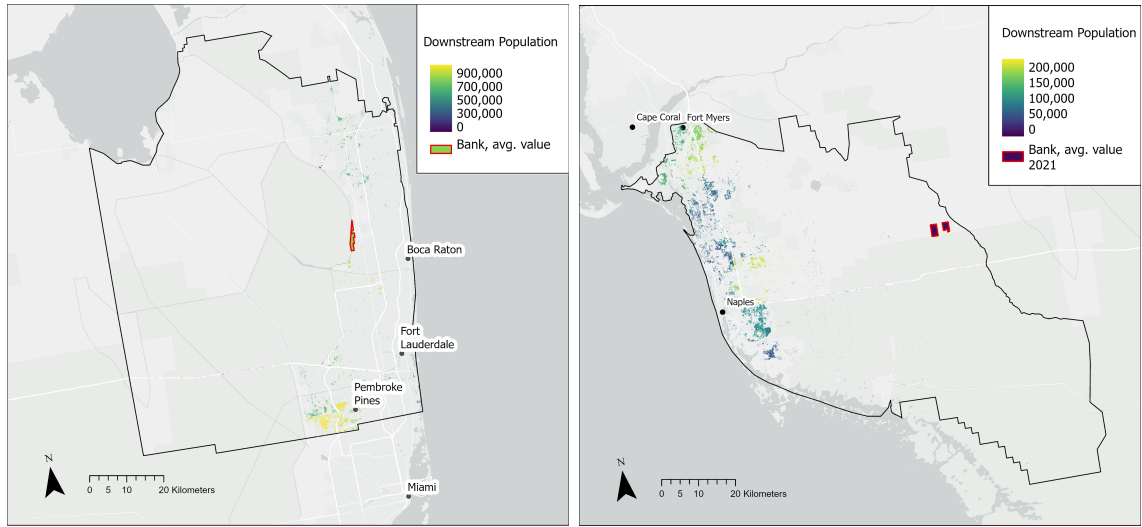 Downstream Population
900,000
700,000
500,000
300,000
0
Bank, avg. value
Boca Raton
Fort
Lauderdale
Pembroke
Pines
Miami
N
0 5 10 20 Kilometers
Downstream Population
200,000
150,000
100,000
50,000
0
Bank, avg. value
2021
Cape Coral
Fort Myers
Naples
N
0 5 10 20 Kilometers